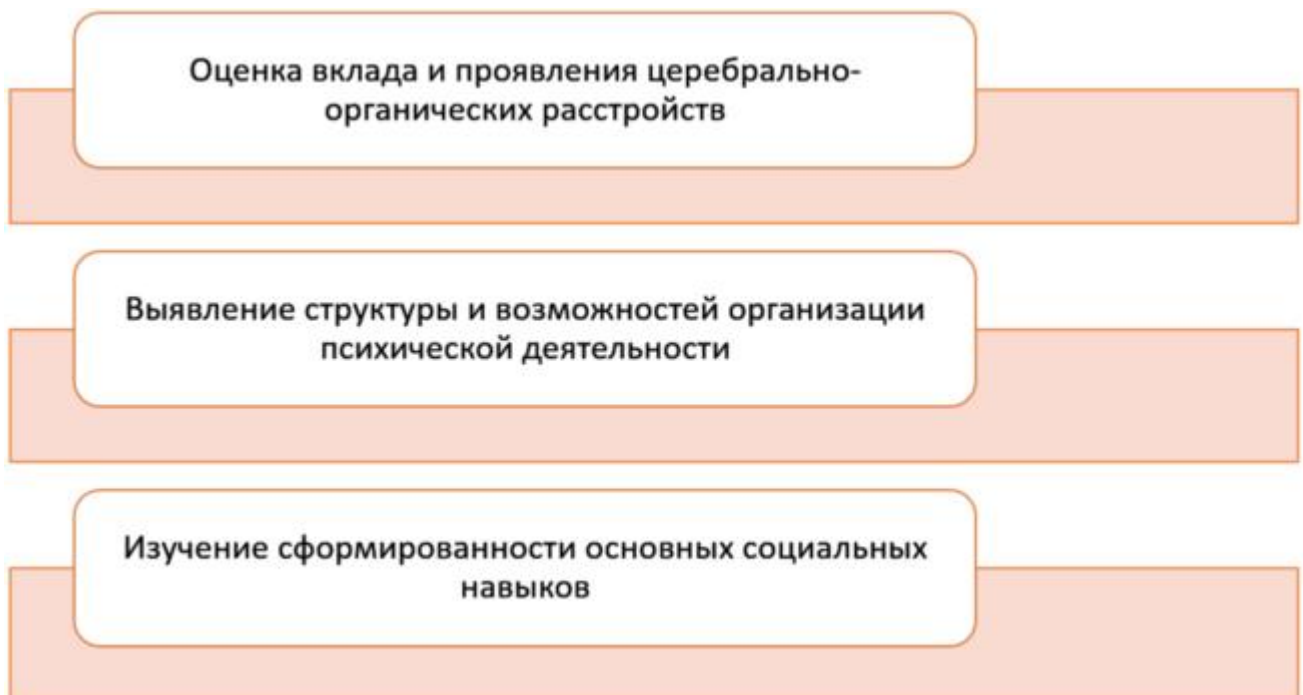 Оценка вклада и проявления церебрально-
органических расстройств
Выявление структуры и возможностей организации
психической деятельности
Изучение сформированности основных социальных
навыков